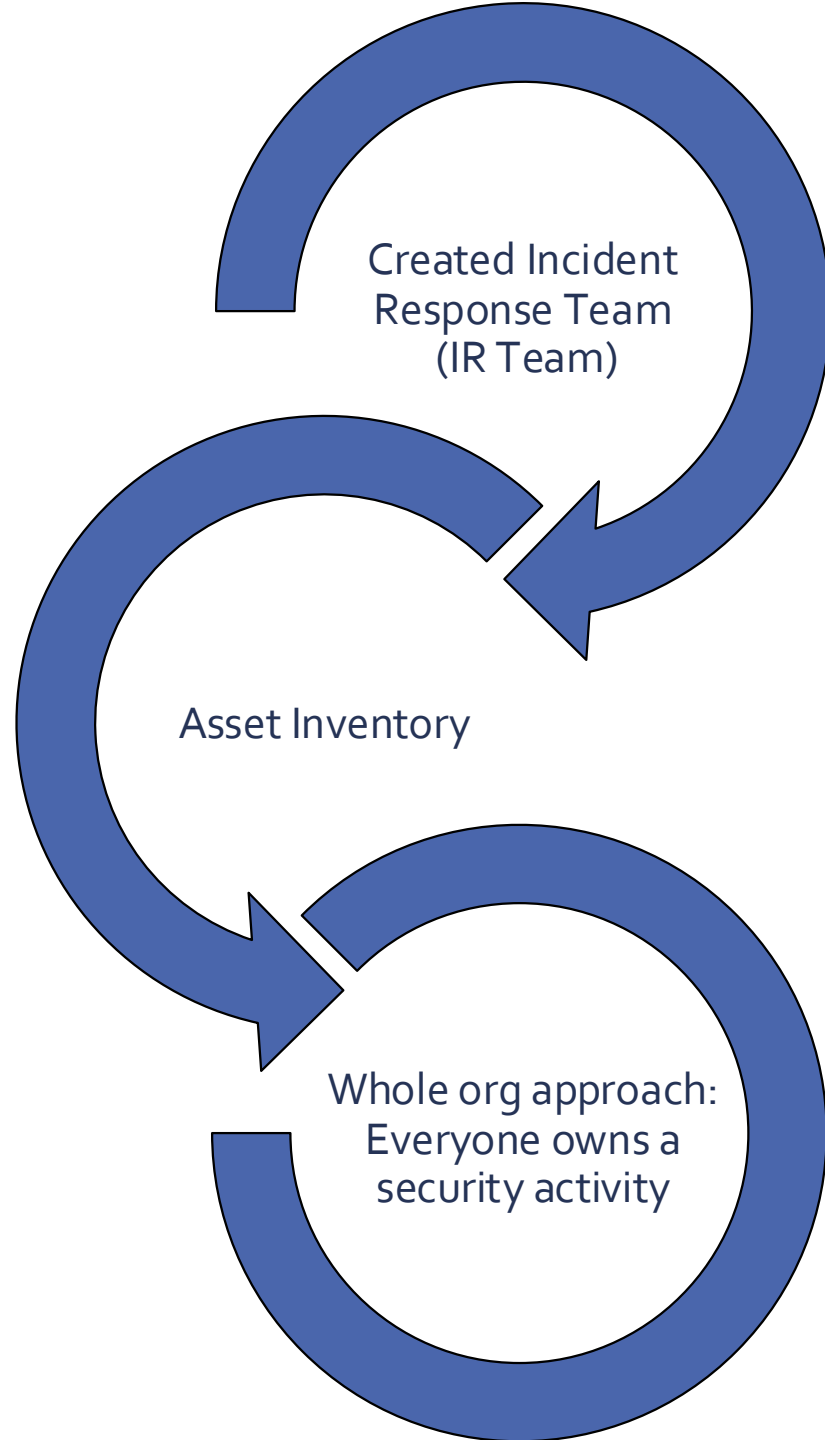 Created Incident
Response Team
(IR Team)
Asset Inventory
Whole org approach:
Everyone owns a
security activity